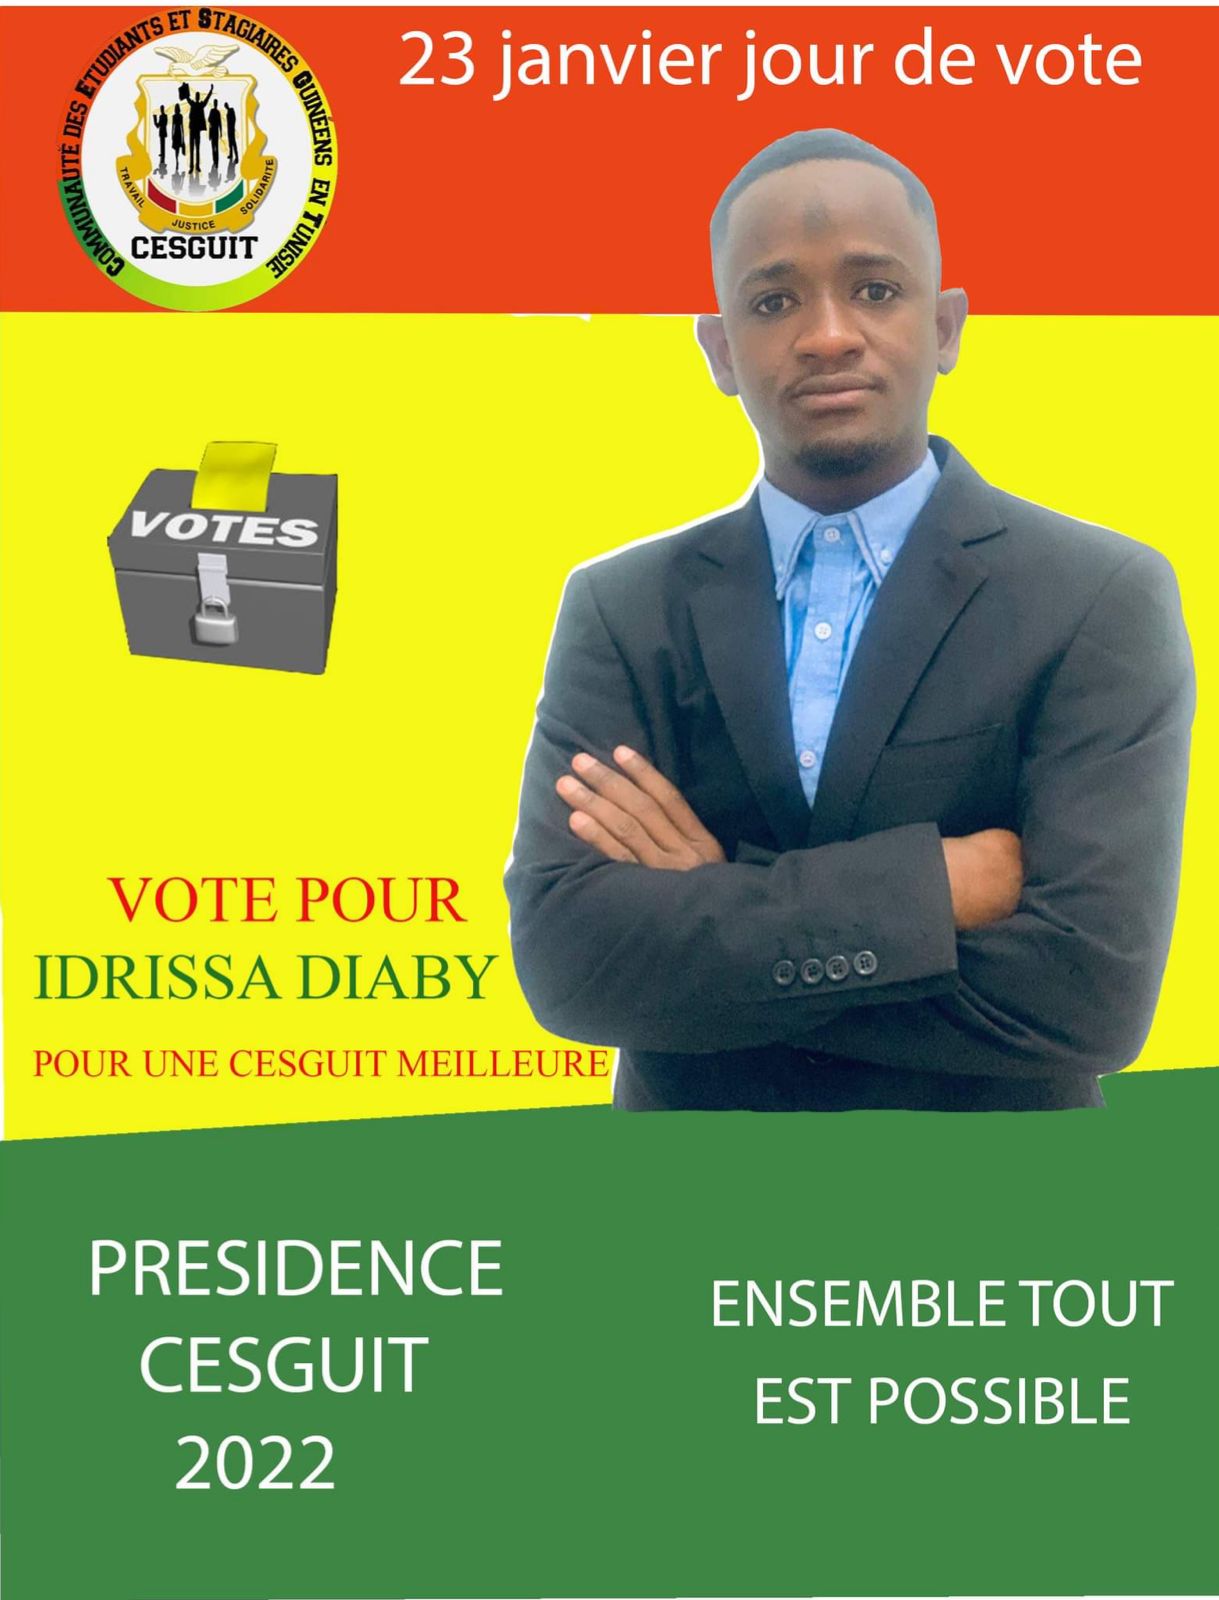 COMMUNAUTÉ DES ETUDIANTS ET STAGIAIRES GUINÉENS EN TUNISIE
TRAVAIL
JUSTICE
SOLIDARITÉ
CESGUIT
23 janvier jour de vote
VOTES
VOTE POUR
IDRISSA DIABY
POUR UNE CESGUIT MEILLEURE
PRESIDENCE
CESGUIT
2022
ENSEMBLE TOUT
EST POSSIBLE